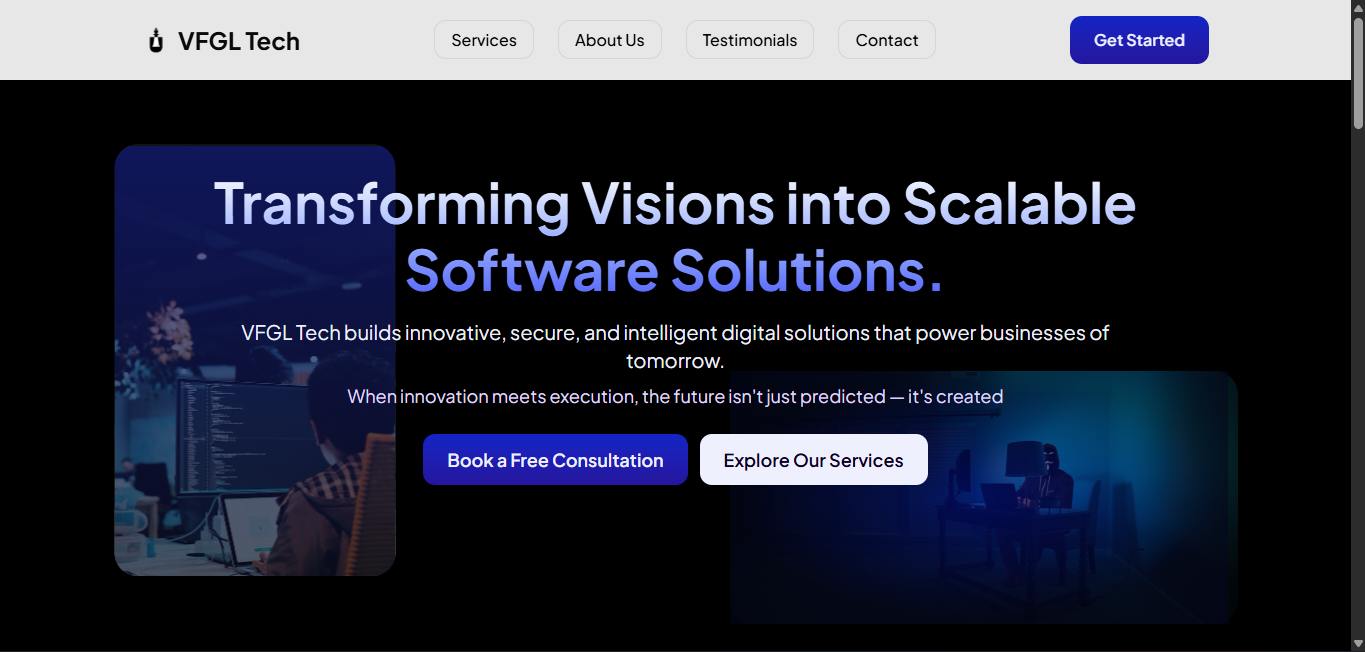 VFGL Tech
Services
About Us
Testimonials
Contact
Get Started
Transforming Visions into Scalable
Software Solutions.
VFGL Tech builds innovative, secure, and intelligent digital solutions that power businesses of
tomorrow.
When innovation meets execution, the future isn't just predicted — it's created
Book a Free Consultation
Explore Our Services